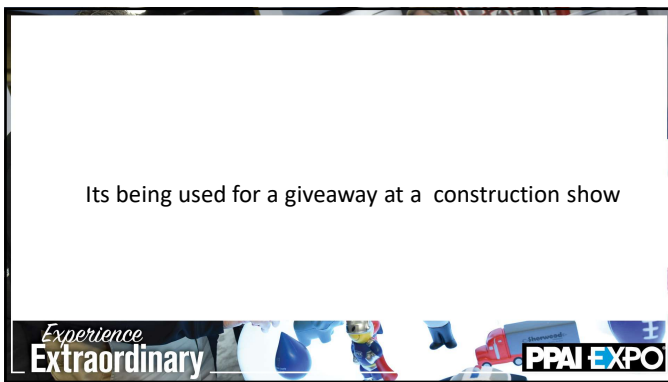 Its being used for a giveaway at a  construction show
Experience
Extraordinary
PPAI EXPO